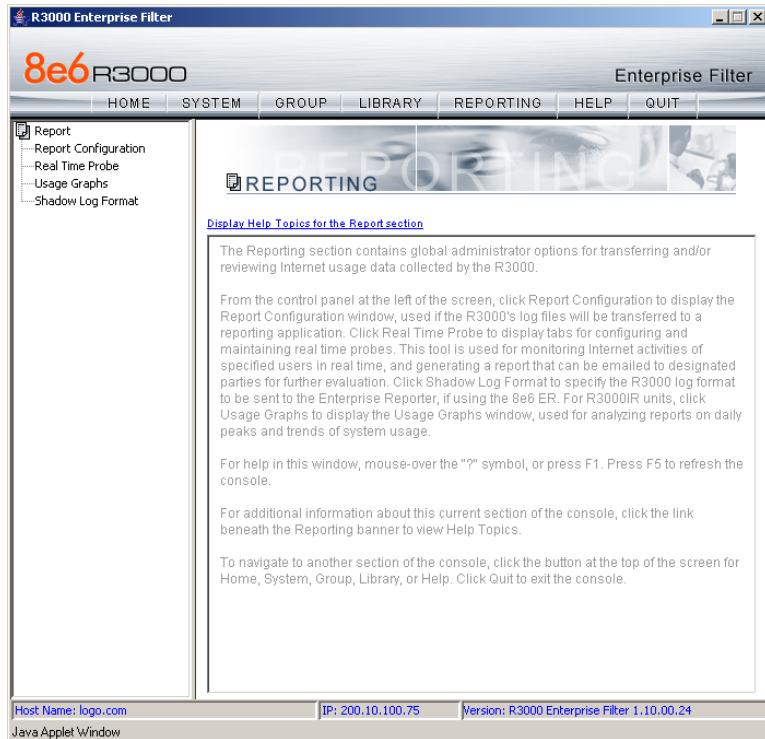 R3000 Enterprise Filter
8e6 R3000
Enterprise Filter
HOME SYSTEM GROUP LIBRARY REPORTING HELP QUIT
Report
Report Configuration
Real Time Probe
Usage Graphs
Shadow Log Format
REPORTING
REPORTING
Display Help Topics for the Report section
The Reporting section contains global administrator options for transferring and/or
reviewing Internet usage data collected by the R3000.
From the control panel at the left of the screen, click Report Configuration to display the
Report Configuration window, used if the R3000's log files will be transferred to a
reporting application. Click Real Time Probe to display tabs for configuring and
maintaining real time probes. This tool is used for monitoring Internet activities of
specified users in real time, and generating a report that can be emailed to designated
parties for further evaluation. Click Shadow Log Format to specify the R3000 log format
to be sent to the Enterprise Reporter, if using the 8e6 ER. For R3000IR units, click
Usage Graphs to display the Usage Graphs window, used for analyzing reports on daily
peaks and trends of system usage.
For help in this window, mouse-over the "?" symbol, or press F1. Press F5 to refresh the
console.
For additional information about this current section of the console, click the link
beneath the Reporting banner to view Help Topics.
To navigate to another section of the console, click the button at the top of the screen for
Home, System, Group, Library, or Help. Click Quit to exit the console.
Host Name: logo.com IP: 200.10.100.75 Version: R3000 Enterprise Filter 1.10.00.24
Java Applet Window